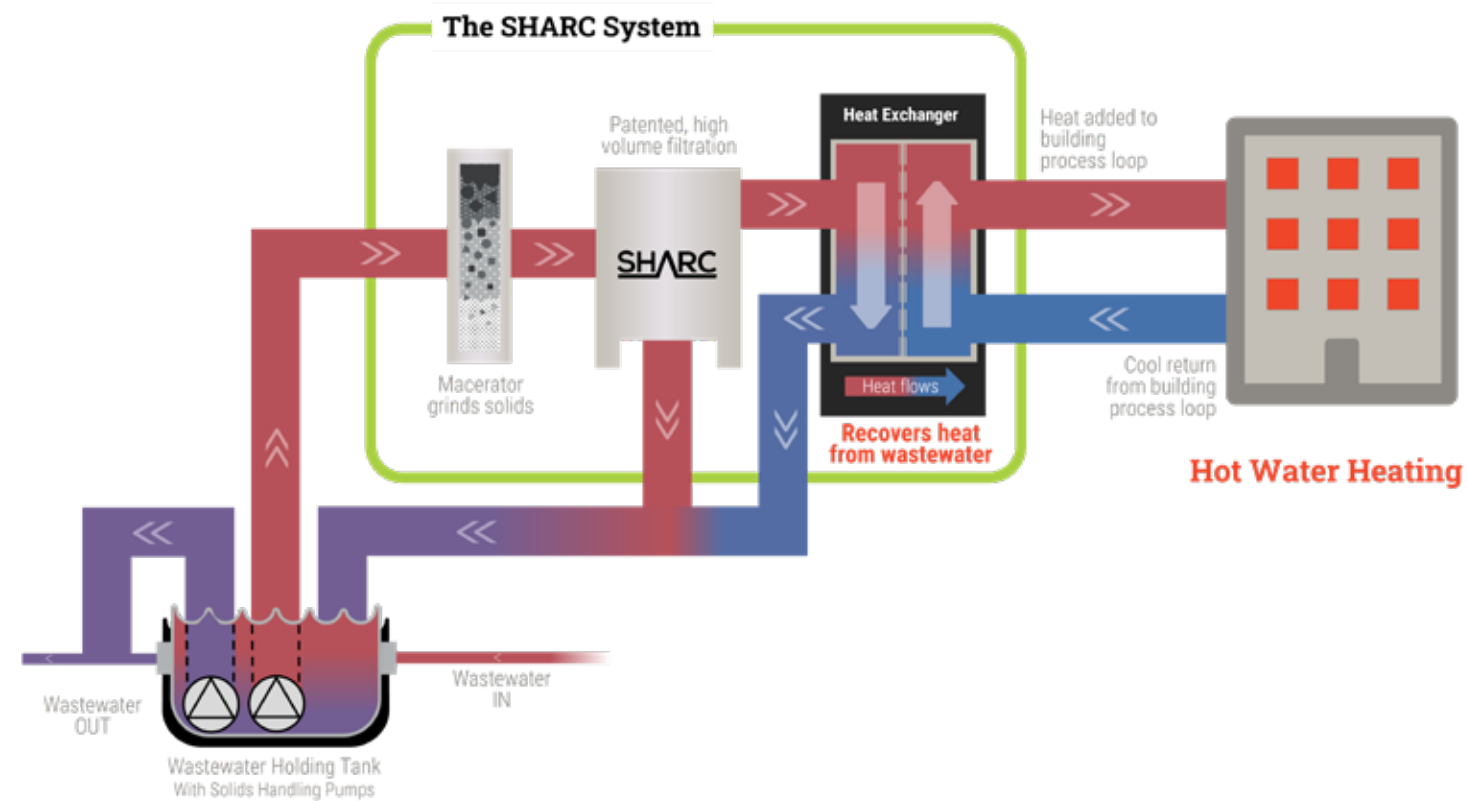 The SHARC System
Patented, high
volume filtration
Heat Exchanger
Heat added to
building
process loop
SHARC
Macerator
grinds solids
Heat flows
Cool return
from building
process loop
Recovers heat
from wastewater
Hot Water Heating
Wastewater
IN
Wastewater
OUT
Wastewater Holding Tank
With Solids Handling Pumps